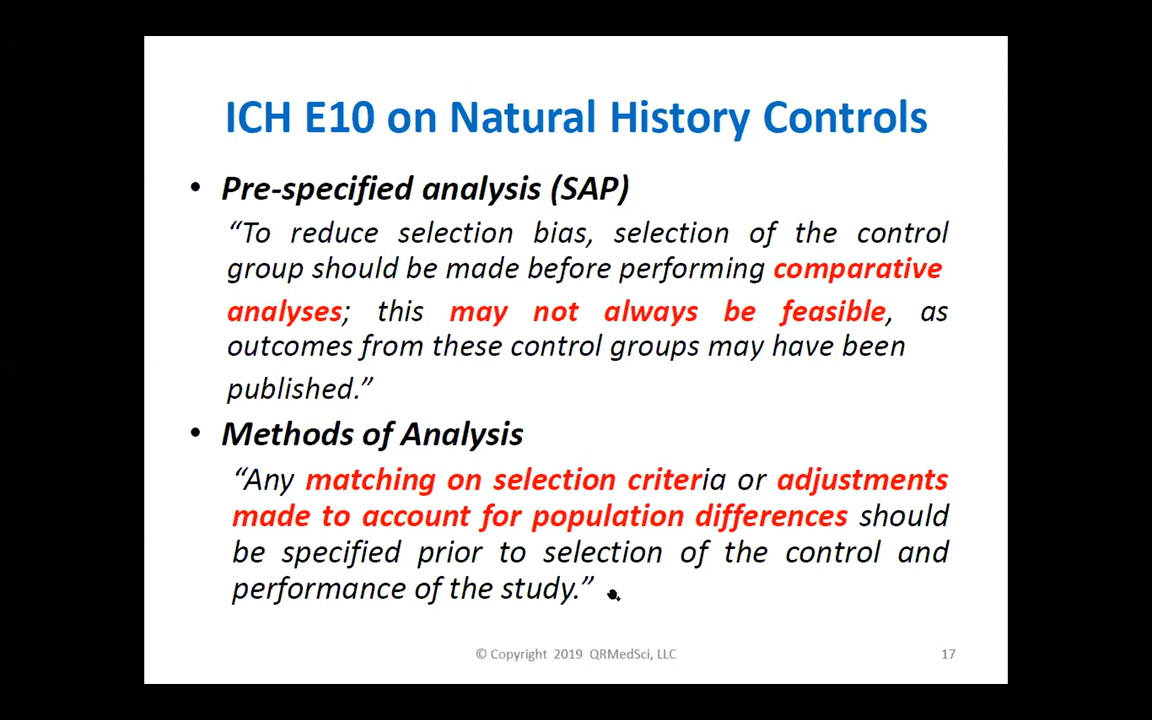 ICH E10 on Natural History Controls
• Pre-specified analysis (SAP)
“To reduce selection bias, selection of the control
group should be made before performing comparative
analyses; this may not always be feasible, as
outcomes from these control groups may have been
published.”
• Methods of Analysis
“Any matching on selection criteria or adjustments
made to account for population differences should
be specified prior to selection of the control and
performance of the study.”
© Copyright 2019 QRMedSci, LLC
17